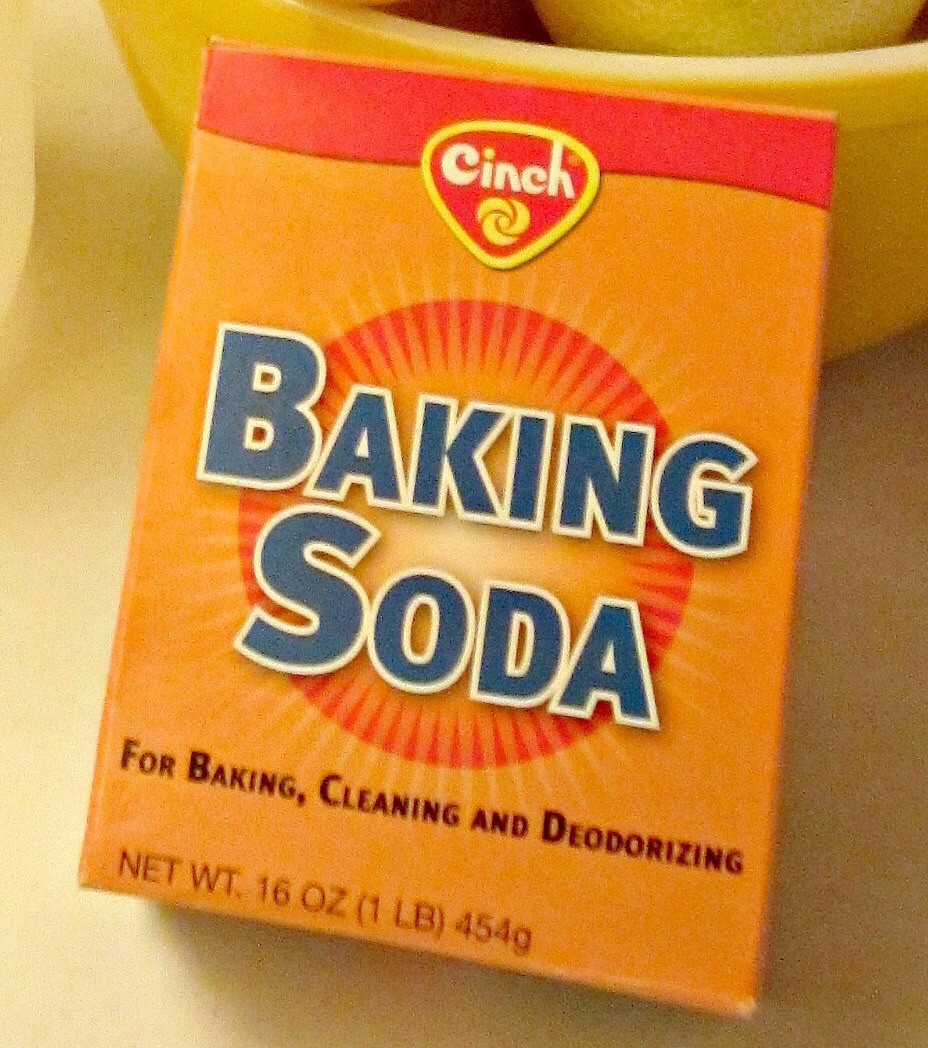 Cinch®
BAKING
SODA
FOR BAKING, CLEANING AND DEODORIZING
NET WT. 16 OZ (1 LB) 454g